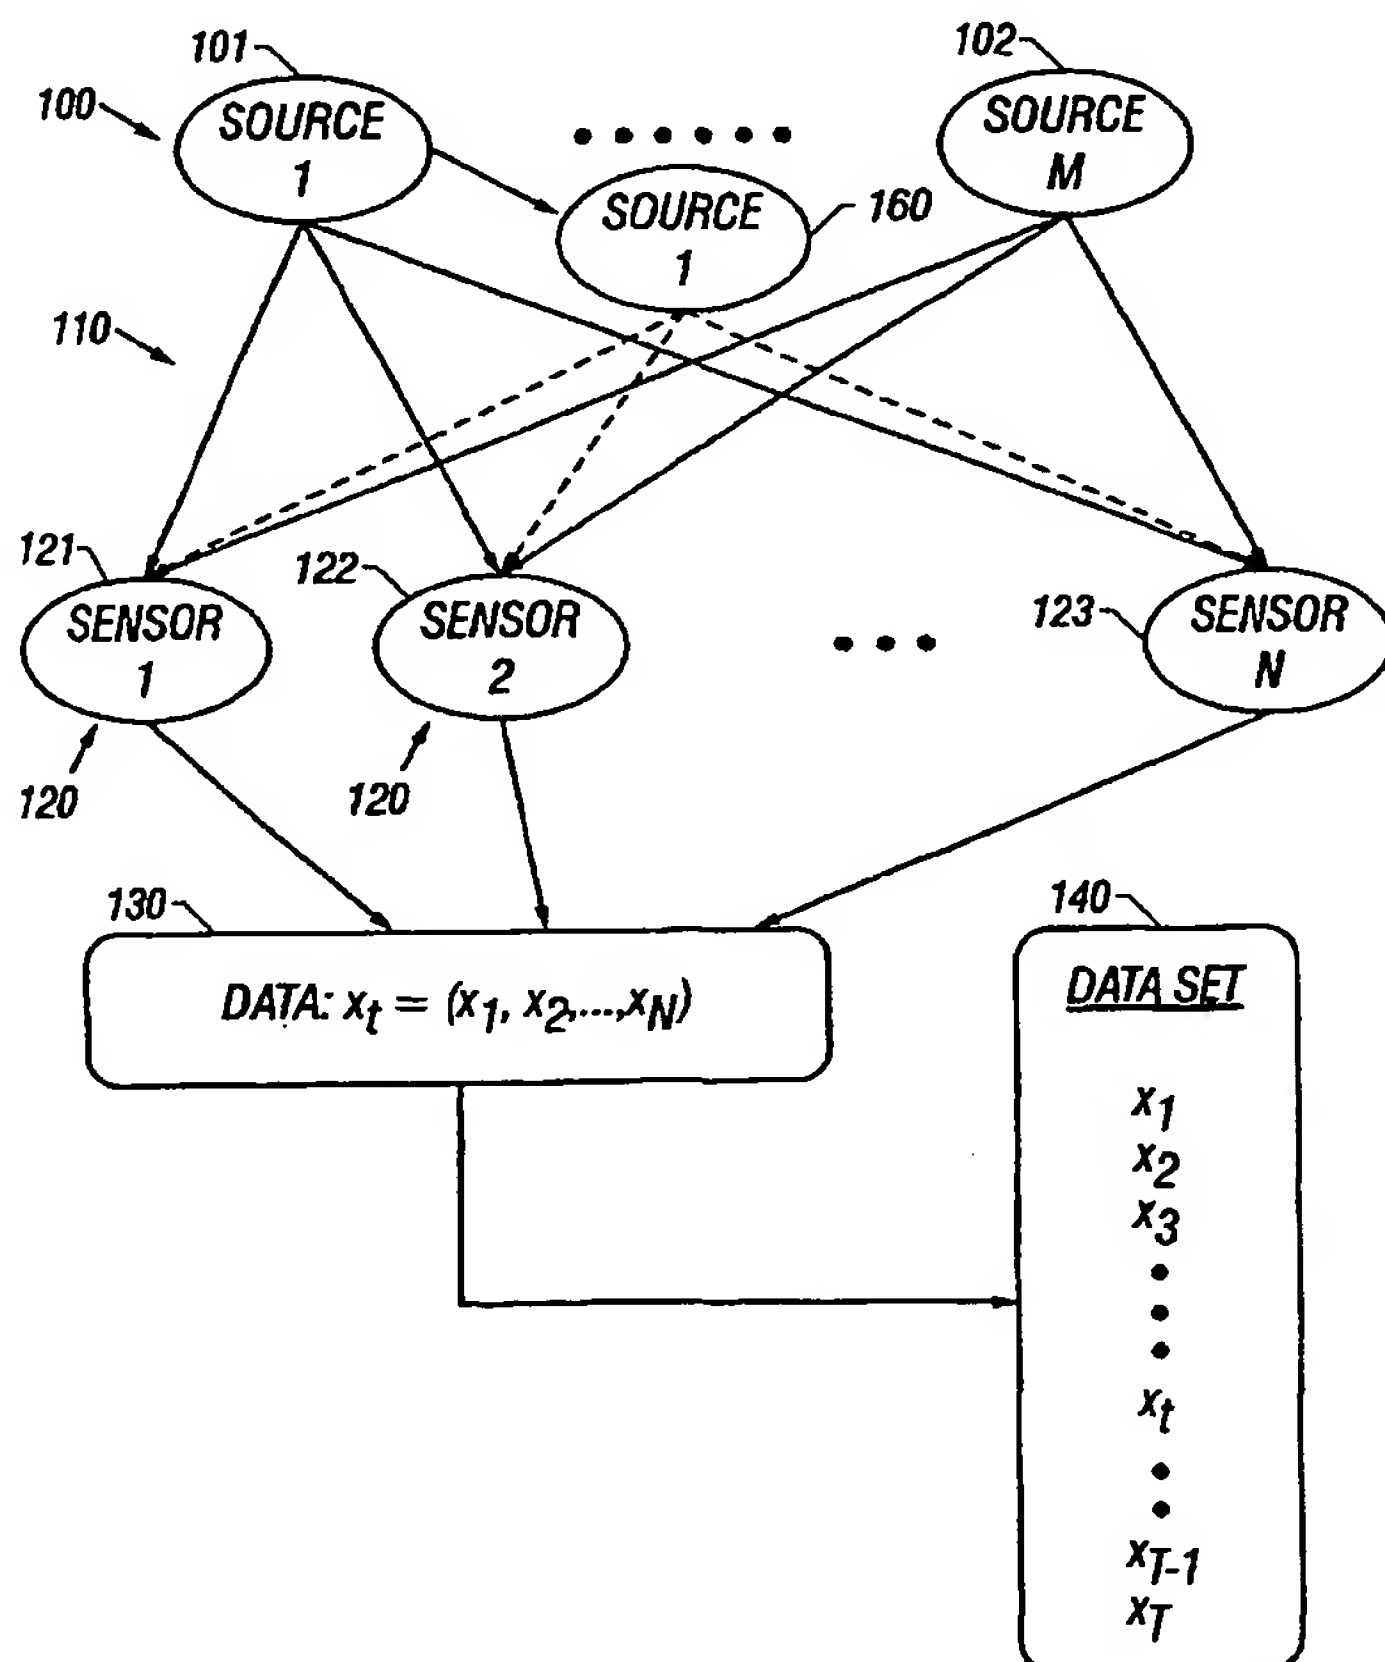 101
102
100
SOURCE
1
SOURCE
M
SOURCE
1
160
110
121
122
123
SENSOR
1
SENSOR
2
SENSOR
N
120
120
130
140
DATA: x_t = (x_1, x_2,...,x_N)
DATA SET
x_1
x_2
x_3
x_t
x_{T-1}
x_T